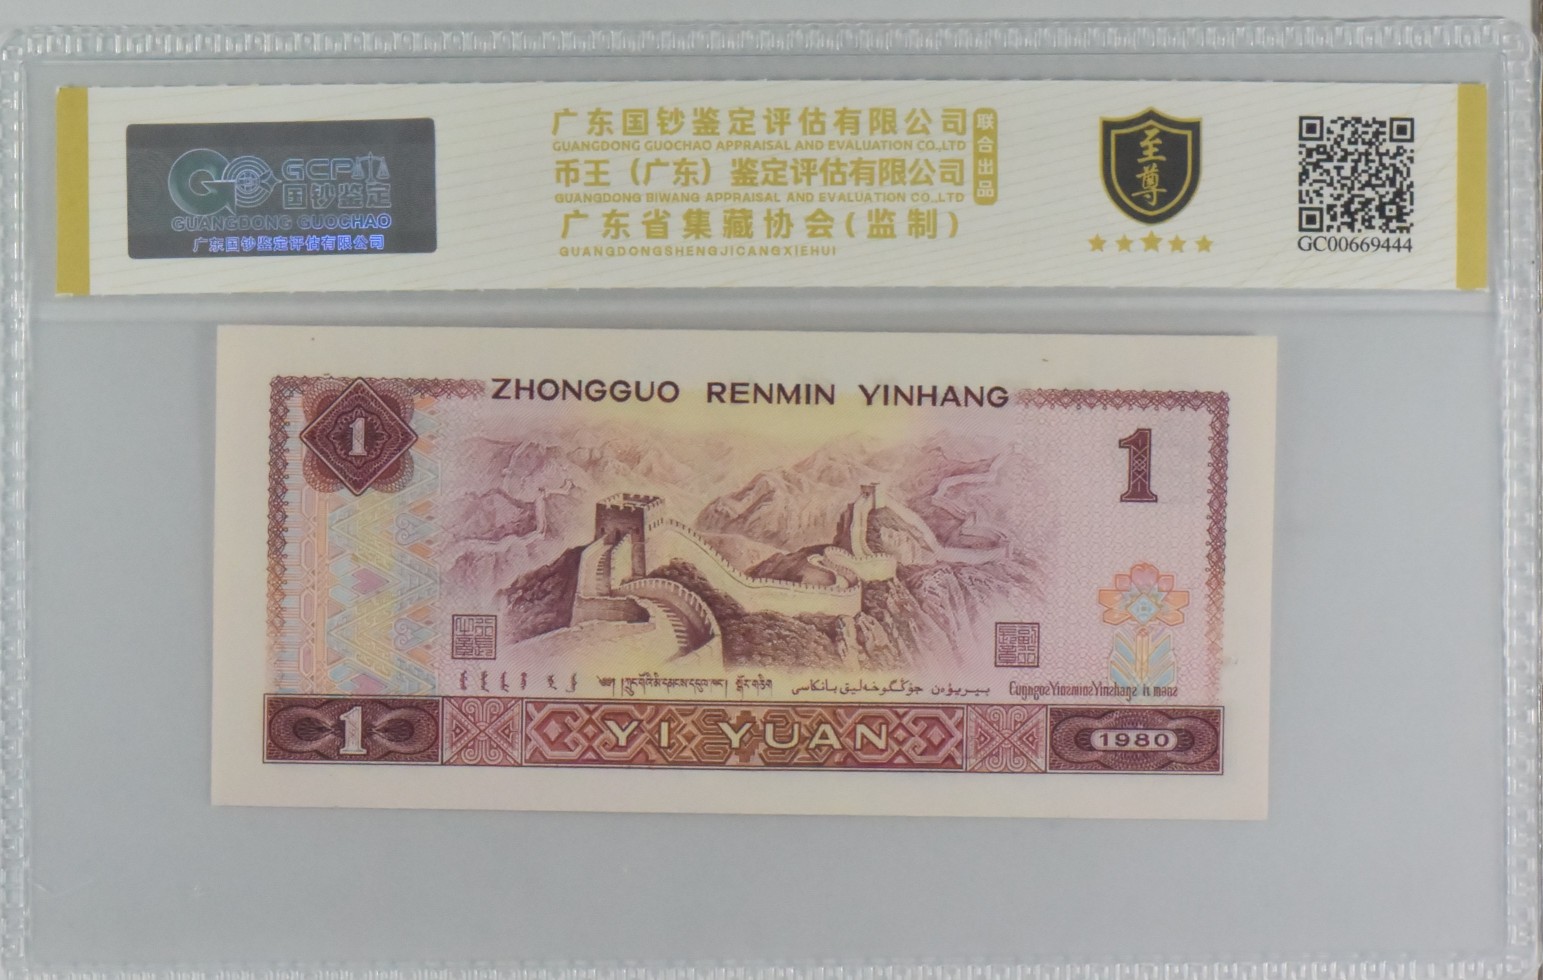 GCP
国钞鉴定
GUANGDONG GUOCHAO
广东国钞鉴定评估有限公司
广东国钞鉴定评估有限公司
GUANGDONG GUOCHAO APPRAISAL AND EVALUATION CO.,LTD
币王（广东）鉴定评估有限公司
GUANGDONG BIWANG APPRAISAL AND EVALUATION CO.,LTD
联合出品
广东省集藏协会(监制)
GUANGDONGSHENGJICANGXIEHUI
至尊
GC00669444
ZHONGGUO RENMIN YINHANG
1
1
1
YI YUAN
1980